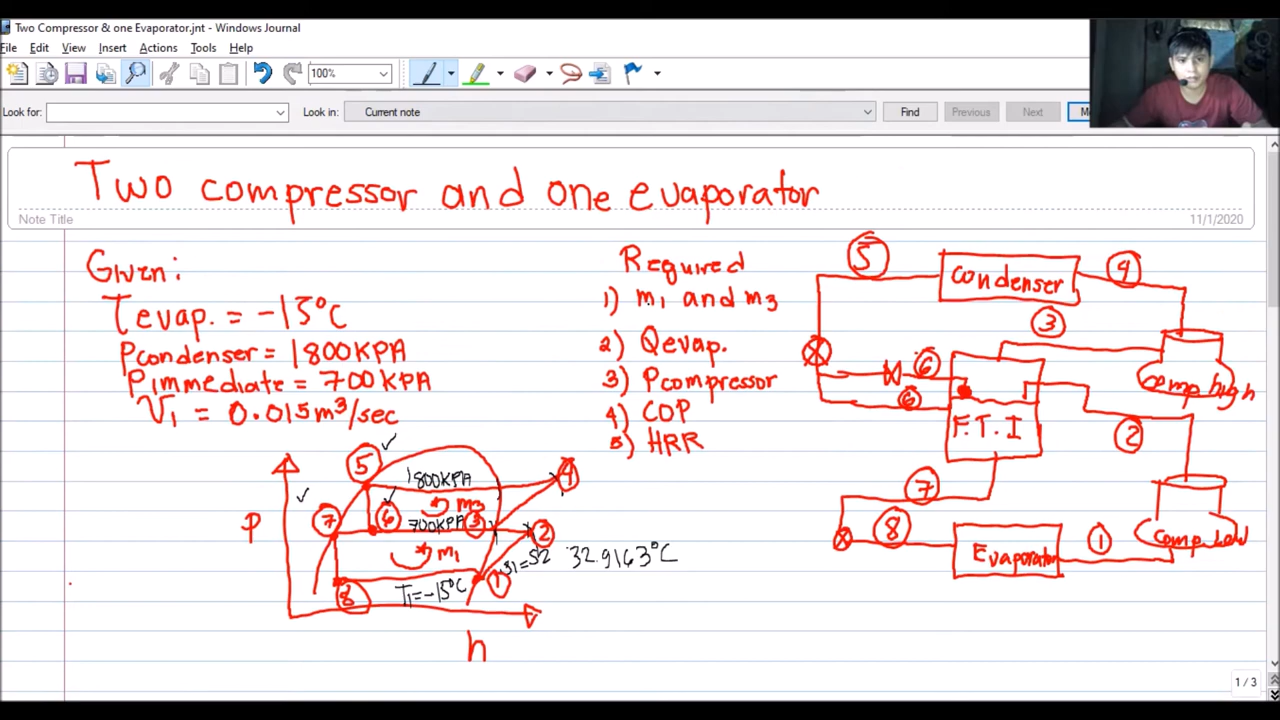 Two Compressor & one Evaporator.jnt - Windows Journal
File Edit View Insert Actions Tools Help
100%
Look for: Look in: Current note Find Previous Next
Two compressor and one evaporator
Note Title
11/1/2020
Given:
Tevap. = -15°C
Pcondenser = 1800KPA
Pimmediate = 700KPA
V1 = 0.015m³/sec
Required
1) m1 and m3
2) Qevap.
3) Pcompressor
4) COP
5) HRR
5
condenser
4
3
6
6
comp high
F.T.I
2
7
8
Evaporator
1
comp low
P
5
1800KPA
4
7
6
m3
700KPA
3
2
m1
S1=S2
32.9163°C
8
T1=-15°C
1
h
1 / 3